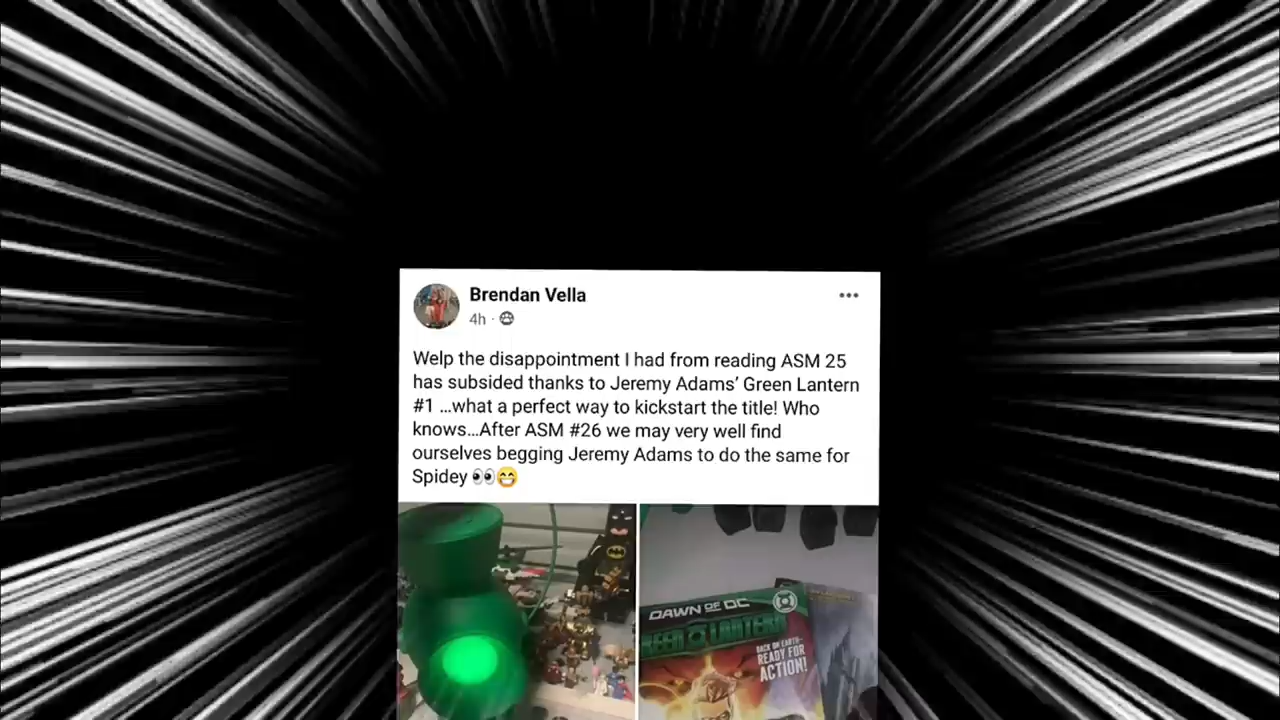 Brendan Vella
4h ·
Welp the disappointment I had from reading ASM 25
has subsided thanks to Jeremy Adams’ Green Lantern
#1 ...what a perfect way to kickstart the title! Who
knows...After ASM #26 we may very well find
ourselves begging Jeremy Adams to do the same for
Spidey 👀😁
DAWN OF DC
REEN LANTERN
BACK ON EARTH–
READY FOR
ACTION!